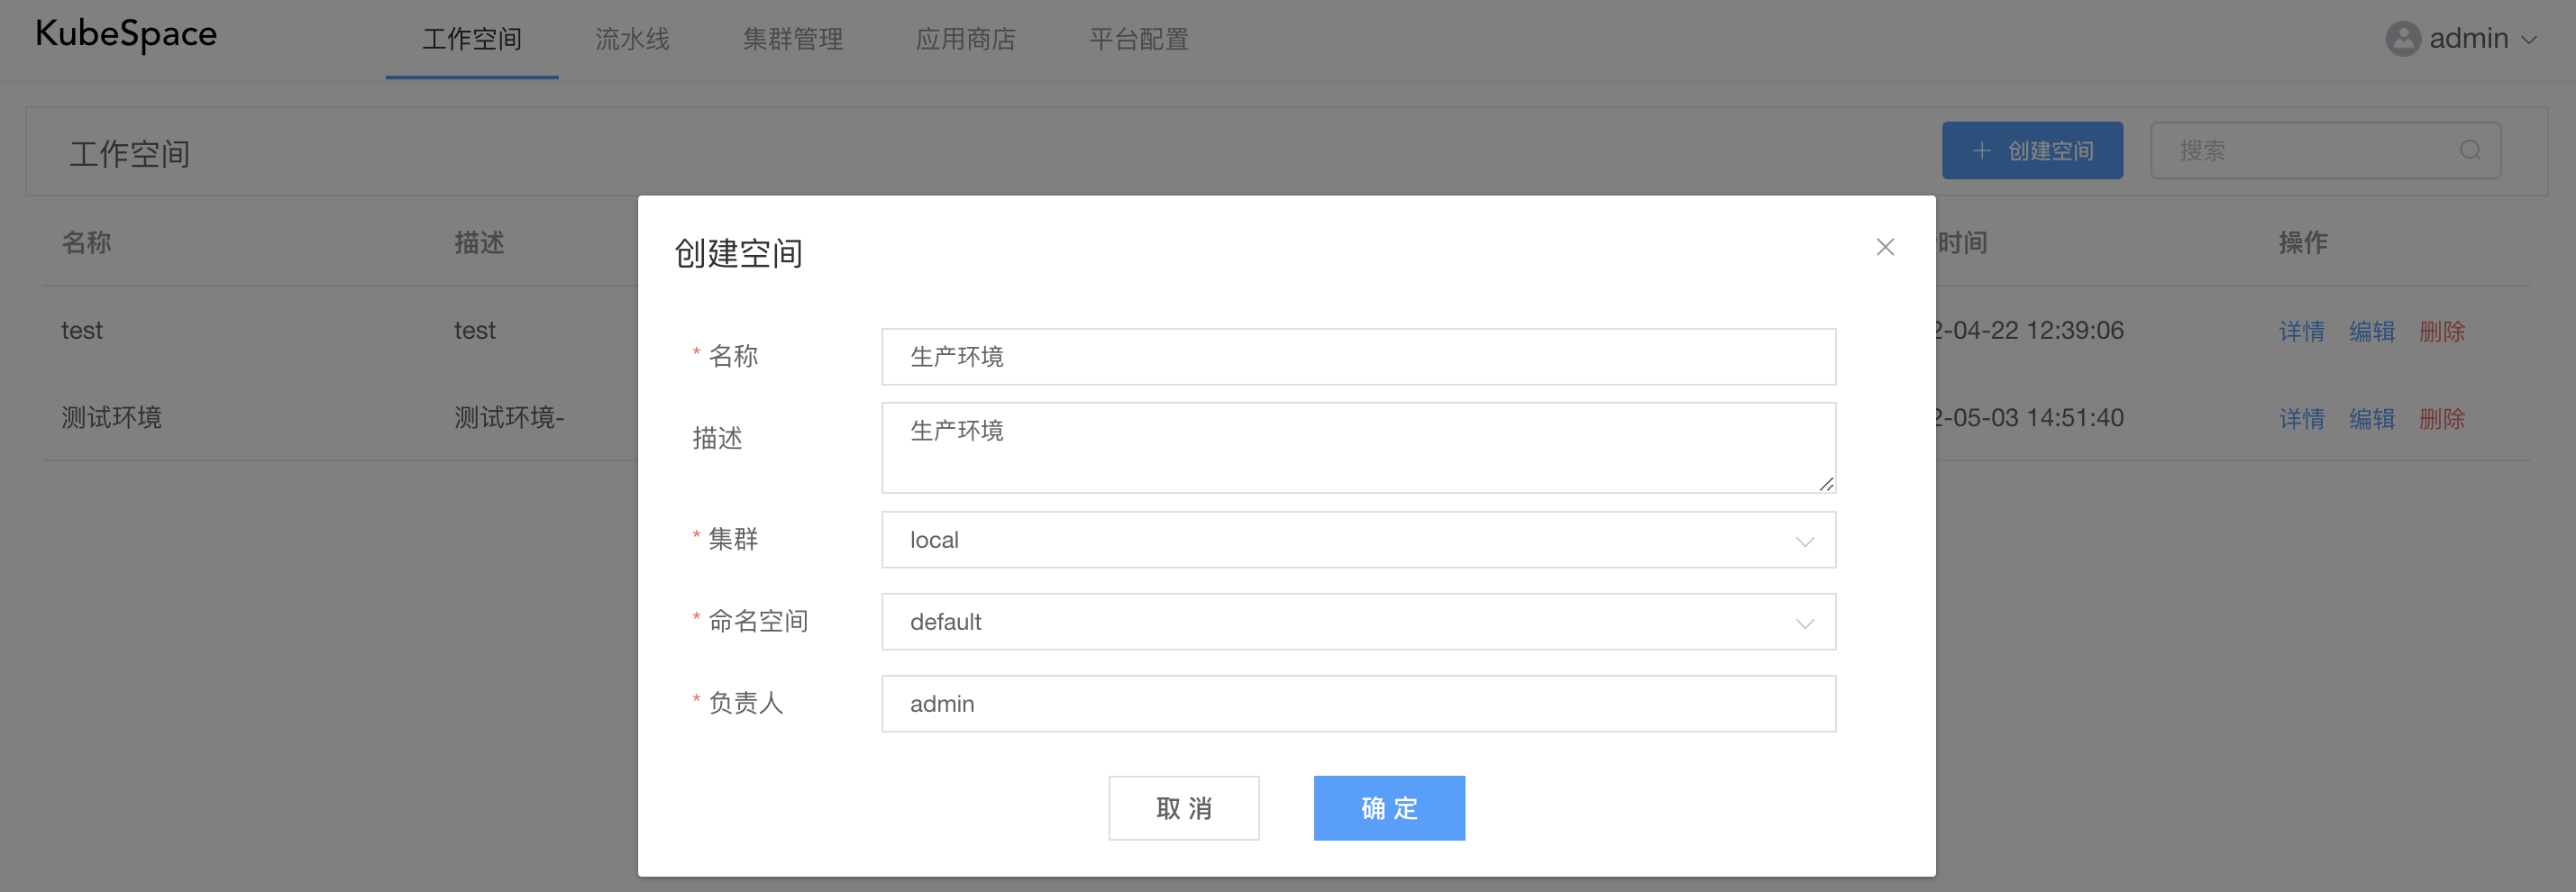 KubeSpace 工作空间 流水线 集群管理 应用商店 平台配置 admin
工作空间 + 创建空间 搜索
名称 描述 时间 操作
test test 2-04-22 12:39:06 详情 编辑 删除
测试环境 测试环境- 2-05-03 14:51:40 详情 编辑 删除
创建空间
* 名称 生产环境
描述 生产环境
* 集群 local
* 命名空间 default
* 负责人 admin
取消 确定